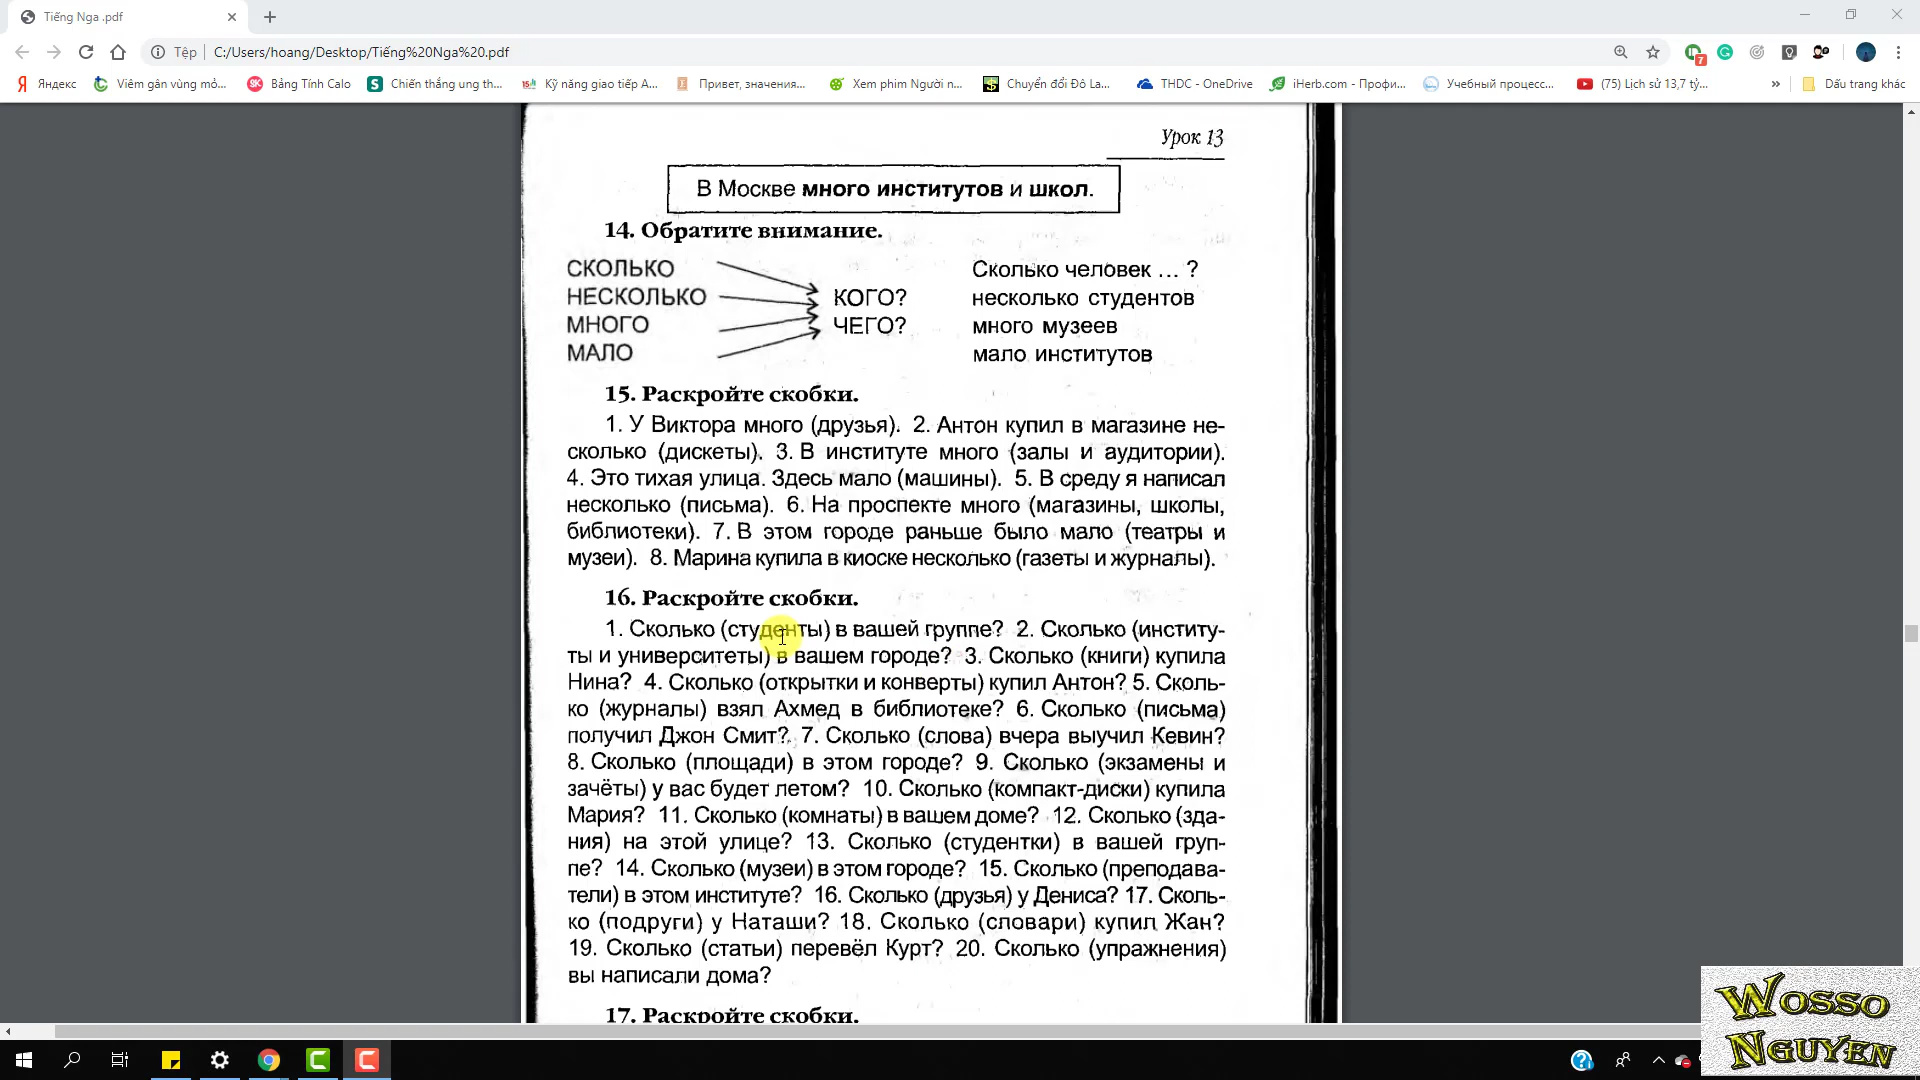 Tiếng Nga .pdf
Tệp
C:/Users/hoang/Desktop/Tiếng%20Nga%20.pdf
7
Яндекс
Viêm gân vùng mỏ...
SK
Bảng Tính Calo
S
Chiến thắng ung th...
Kỹ năng giao tiếp A...
Привет, значения...
Xem phim Người n...
Chuyển đổi Đô La...
THDC - OneDrive
iHerb.com - Профи...
Учебный процесс...
(75) Lịch sử 13,7 tỷ...
»
Dấu trang khác
Урок 13
В Москве много институтов и школ.
14. Обратите внимание.
СКОЛЬКО
НЕСКОЛЬКО
МНОГО
МАЛО
КОГО?
ЧЕГО?
Сколько человек ... ?
несколько студентов
много музеев
мало институтов
15. Раскройте скобки.
1. У Виктора много (друзья). 2. Антон купил в магазине не-
сколько (дискеты). 3. В институте много (залы и аудитории).
4. Это тихая улица. Здесь мало (машины). 5. В среду я написал
несколько (письма). 6. На проспекте много (магазины, школы,
библиотеки). 7. В этом городе раньше было мало (театры и
музеи). 8. Марина купила в киоске несколько (газеты и журналы).
16. Раскройте скобки.
1. Сколько (студенты) в вашей группе? 2. Сколько (институ-
ты и университеты) в вашем городе? 3. Сколько (книги) купила
Нина? 4. Сколько (открытки и конверты) купил Антон? 5. Сколь-
ко (журналы) взял Ахмед в библиотеке? 6. Сколько (письма)
получил Джон Смит? 7. Сколько (слова) вчера выучил Кевин?
8. Сколько (площади) в этом городе? 9. Сколько (экзамены и
зачёты) у вас будет летом? 10. Сколько (компакт-диски) купила
Мария? 11. Сколько (комнаты) в вашем доме? 12. Сколько (зда-
ния) на этой улице? 13. Сколько (студентки) в вашей груп-
пе? 14. Сколько (музеи) в этом городе? 15. Сколько (преподава-
тели) в этом институте? 16. Сколько (друзья) у Дениса? 17. Сколь-
ко (подруги) у Наташи? 18. Сколько (словари) купил Жан?
19. Сколько (статьи) перевёл Курт? 20. Сколько (упражнения)
вы написали дома?
17. Раскройте скобки.
Wosso
Nguyen